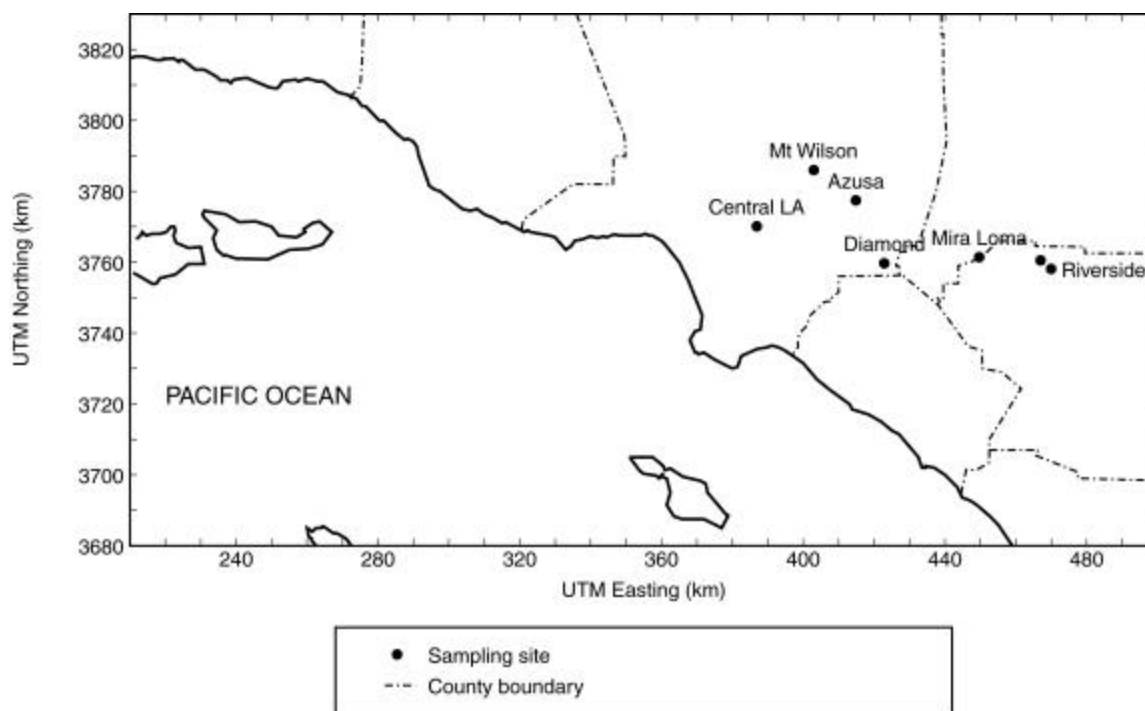 3820
3800
3780
3760
3740
3720
3700
3680
UTM Northing (km)
Mt Wilson
Azusa
Central LA
Diamond
Mira Loma
Riverside
PACIFIC OCEAN
240 280 320 360 400 440 480
UTM Easting (km)
Sampling site
County boundary